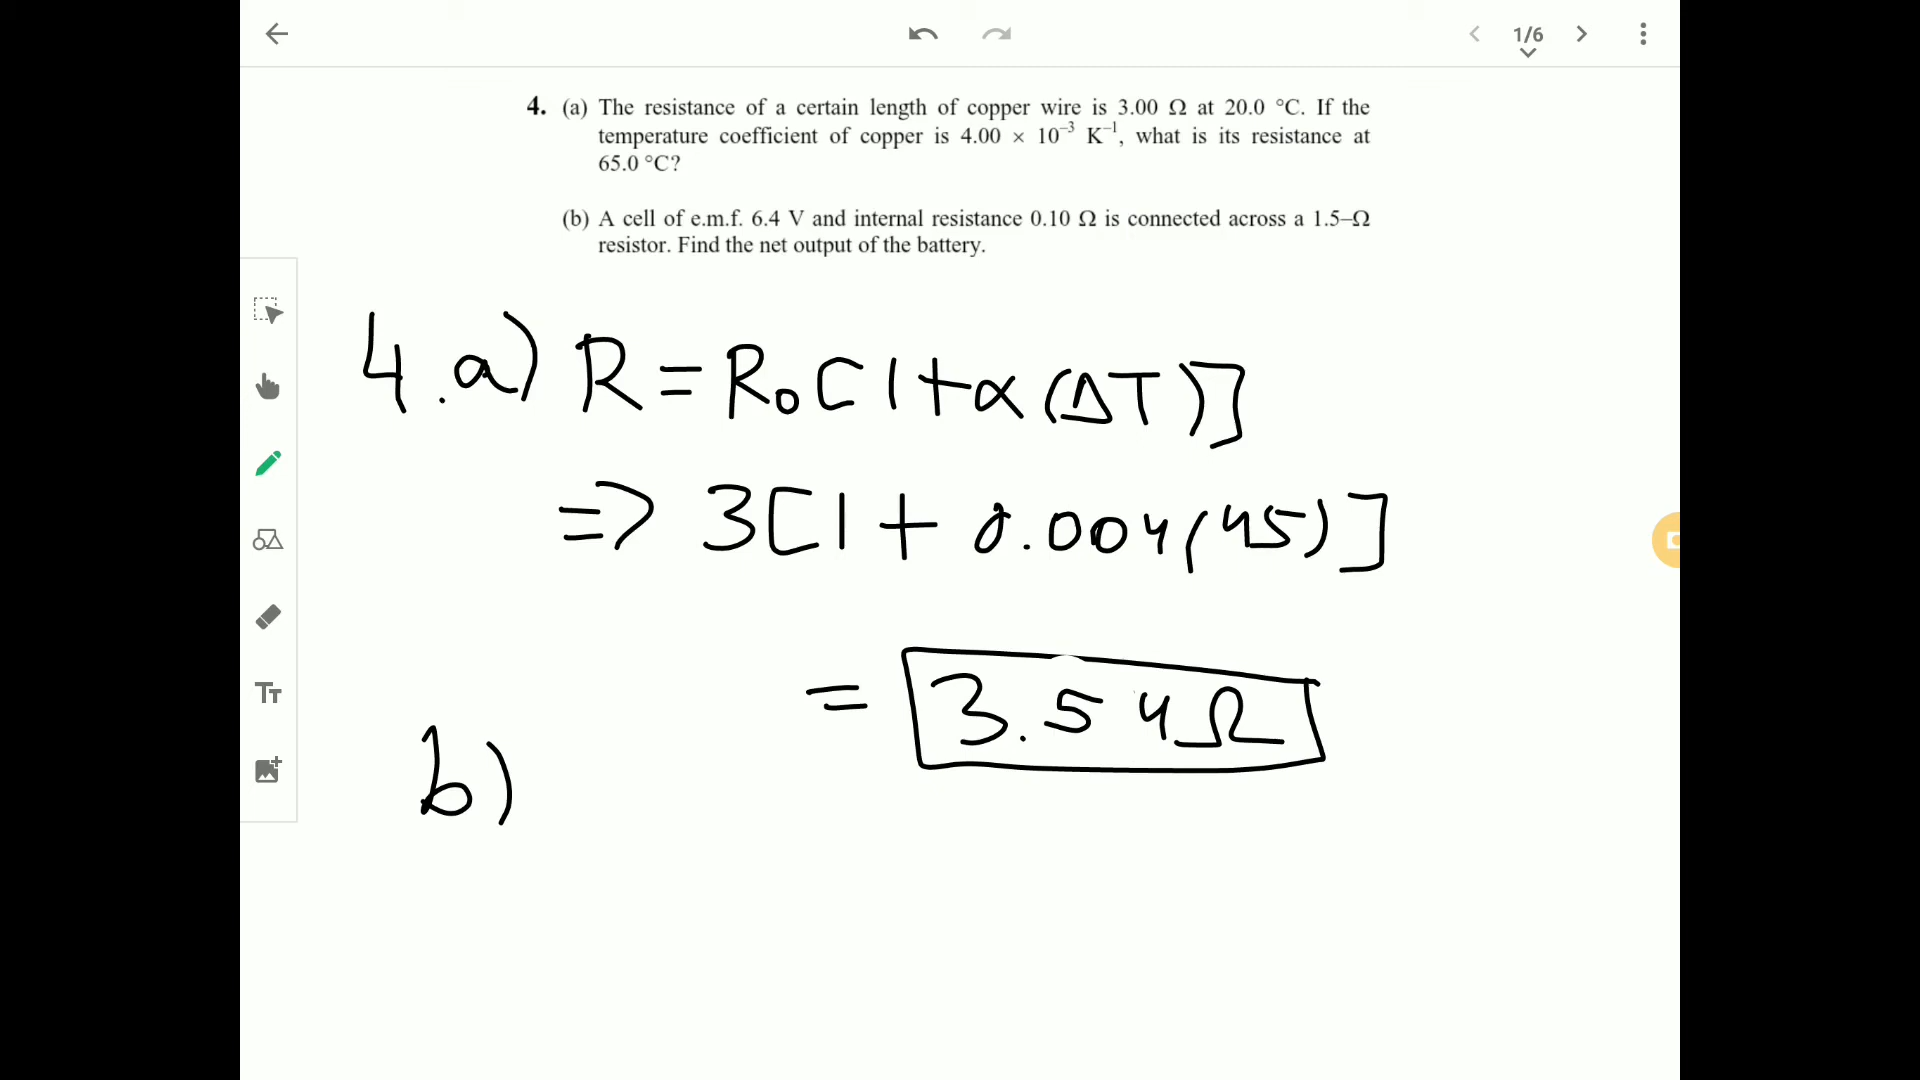 1/6
4. (a) The resistance of a certain length of copper wire is 3.00 Ω at 20.0 °C. If the
temperature coefficient of copper is 4.00 × 10⁻³ K⁻¹, what is its resistance at
65.0 °C?
(b) A cell of e.m.f. 6.4 V and internal resistance 0.10 Ω is connected across a 1.5–Ω
resistor. Find the net output of the battery.
4.a) R = R₀[1+α(ΔT)]
=> 3[1 + 0.004(45)]
= 3.54Ω
b)
Tт